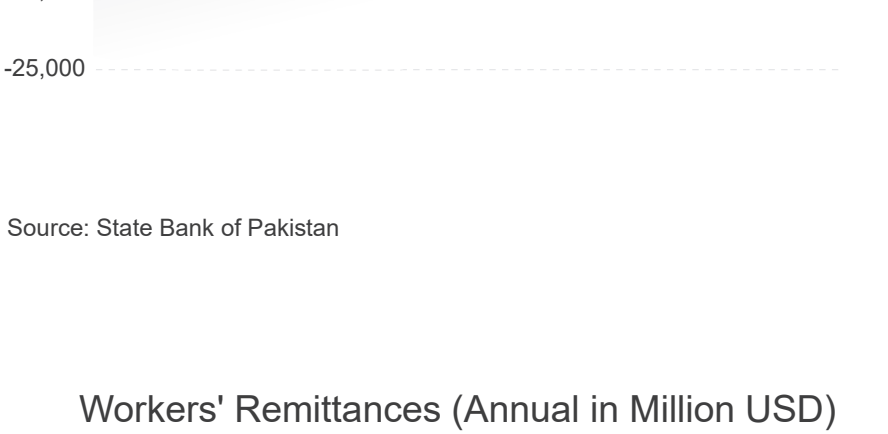 -25,000
Source: State Bank of Pakistan
Workers' Remittances (Annual in Million USD)